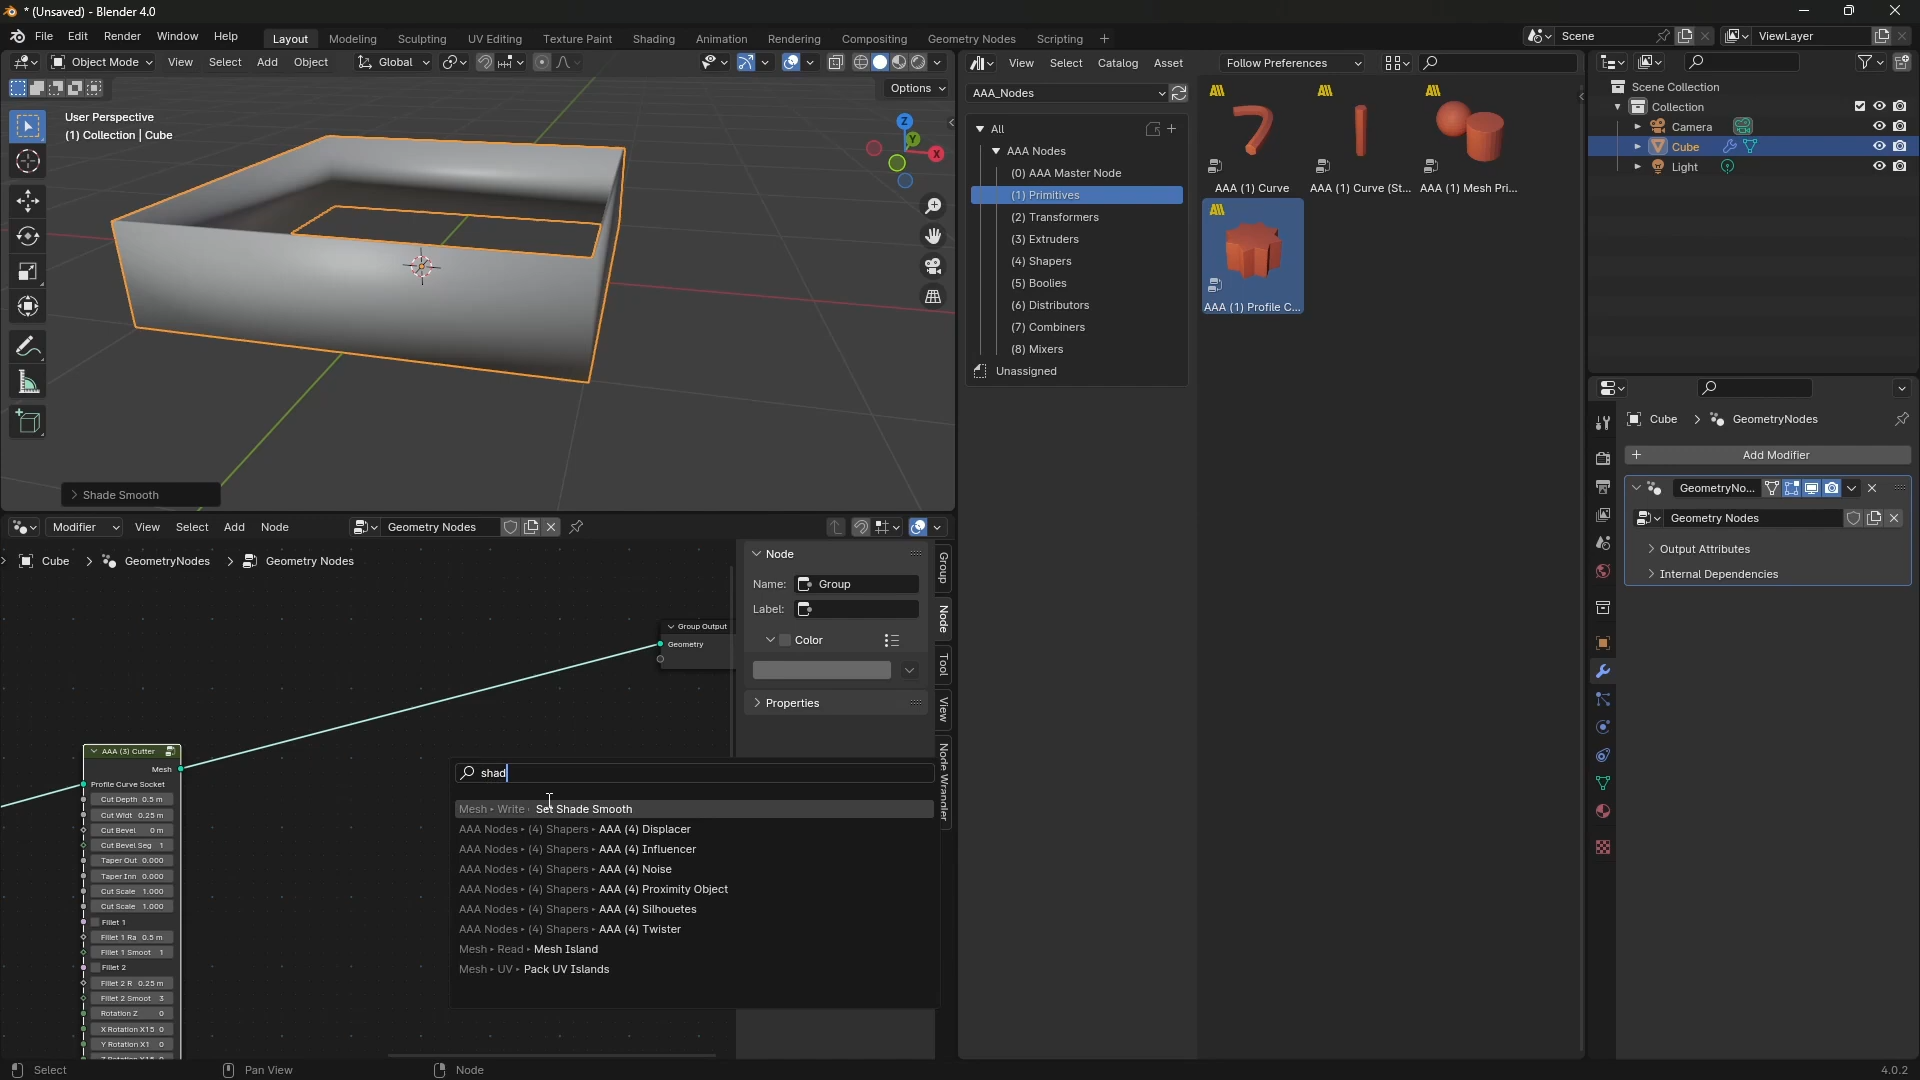 * (Unsaved) - Blender 4.0
File Edit Render Window Help Layout Modeling Sculpting UV Editing Texture Paint Shading Animation Rendering Compositing Geometry Nodes Scripting + Scene ViewLayer
Object Mode View Select Add Object Global
Options
User Perspective
(1) Collection | Cube
Z
Y
X
> Shade Smooth
View Select Catalog Asset Follow Preferences
AAA_Nodes
All
AAA Nodes
(0) AAA Master Node
(1) Primitives
(2) Transformers
(3) Extruders
(4) Shapers
(5) Boolies
(6) Distributors
(7) Combiners
(8) Mixers
Unassigned
AAA (1) Curve AAA (1) Curve (St... AAA (1) Mesh Pri...
AAA (1) Profile C...
Scene Collection
Collection
Camera
Cube
Light
Cube > GeometryNodes
+ Add Modifier
GeometryNo...
Geometry Nodes
Output Attributes
Internal Dependencies
Modifier View Select Add Node Geometry Nodes
Cube > GeometryNodes > Geometry Nodes
Group Output
Geometry
AAA (3) Cutter
Mesh
Profile Curve Socket
Cut Depth 0.5 m
Cut Widt 0.25 m
Cut Bevel 0 m
Cut Bevel Seg 1
Taper Out 0.000
Taper Inn 0.000
Cut Scale 1.000
Cut Scale 1.000
Fillet 1
Fillet 1 Ra 0.5 m
Fillet 1 Smoot 1
Fillet 2
Fillet 2 R 0.25 m
Fillet 2 Smoot 3
Rotation Z 0
X Rotation X15 0
Y Rotation X1 0
Node
Name: Group
Label:
Color
Properties
Group
Node
Tool
View
Node Wrangler
shad
Mesh ▸ Write ▸ Set Shade Smooth
AAA Nodes ▸ (4) Shapers ▸ AAA (4) Displacer
AAA Nodes ▸ (4) Shapers ▸ AAA (4) Influencer
AAA Nodes ▸ (4) Shapers ▸ AAA (4) Noise
AAA Nodes ▸ (4) Shapers ▸ AAA (4) Proximity Object
AAA Nodes ▸ (4) Shapers ▸ AAA (4) Silhouetes
AAA Nodes ▸ (4) Shapers ▸ AAA (4) Twister
Mesh ▸ Read ▸ Mesh Island
Mesh ▸ UV ▸ Pack UV Islands
Select Pan View Node 4.0.2